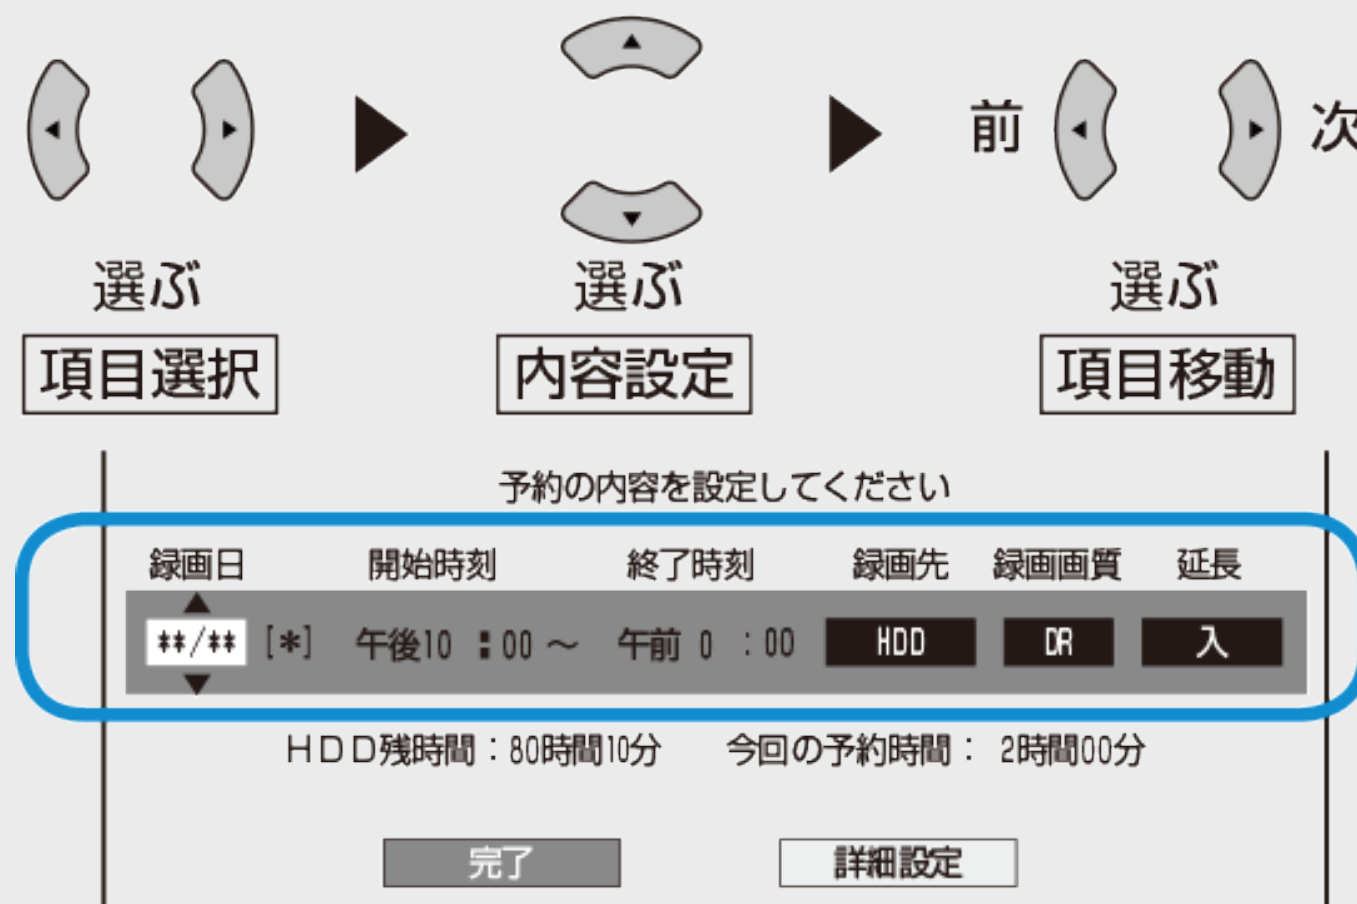 前 次
選ぶ 選ぶ 選ぶ
項目選択 内容設定 項目移動
予約の内容を設定してください
録画日 開始時刻 終了時刻 録画先 録画画質 延長
**/** [*] 午後10 :00 ～ 午前 0 :00 HDD DR 入
HDD残時間：80時間10分 今回の予約時間： 2時間00分
完了 詳細設定